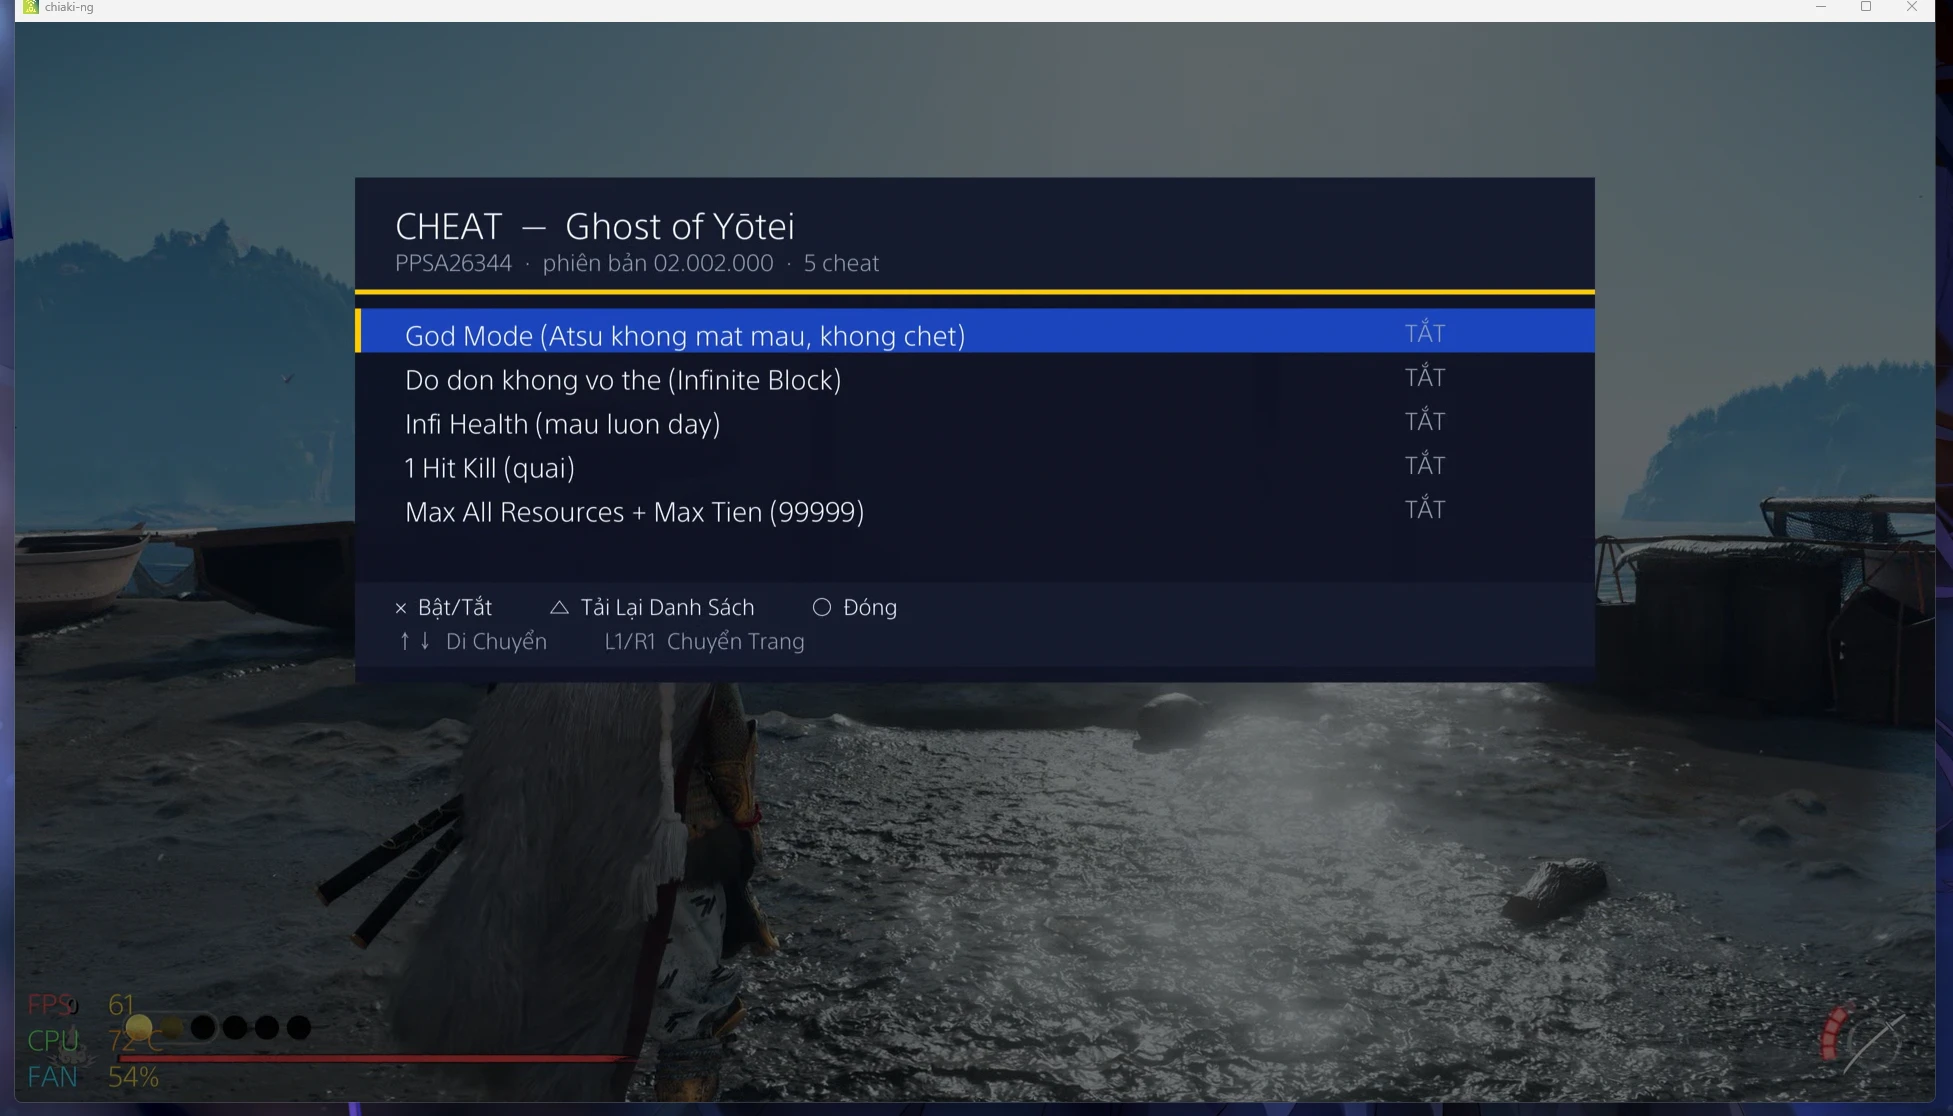 chiaki-ng
CHEAT — Ghost of Yōtei
PPSA26344 · phiên bản 02.002.000 · 5 cheat
God Mode (Atsu khong mat mau, khong chet) TẮT
Do don khong vo the (Infinite Block) TẮT
Infi Health (mau luon day) TẮT
1 Hit Kill (quai) TẮT
Max All Resources + Max Tien (99999) TẮT
× Bật/Tắt △ Tải Lại Danh Sách ○ Đóng
↑ ↓ Di Chuyển L1/R1 Chuyển Trang
FPS 61
CPU 72°C
FAN 54%